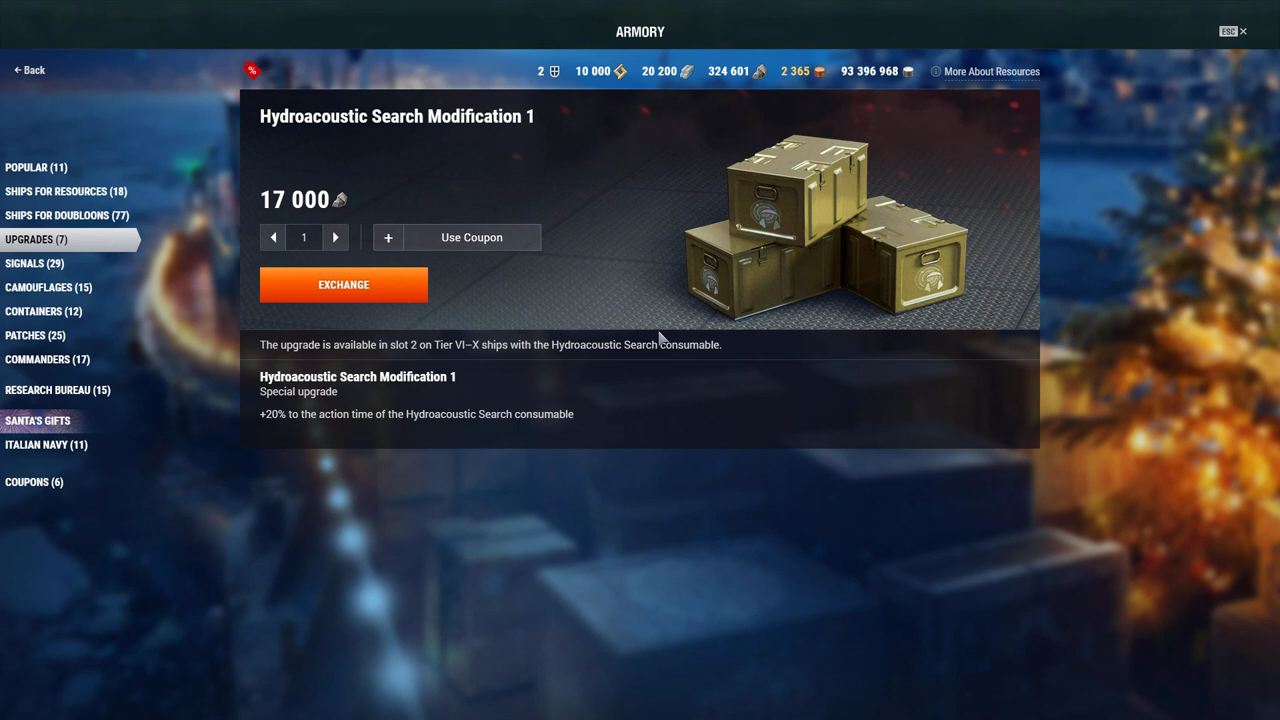 ARMORY
ESC ×
← Back
%
2
10 000
20 200
324 601
2 365
93 396 968
More About Resources
Hydroacoustic Search Modification 1
17 000
1
+ Use Coupon
EXCHANGE
The upgrade is available in slot 2 on Tier VI–X ships with the Hydroacoustic Search consumable.
Hydroacoustic Search Modification 1
Special upgrade
+20% to the action time of the Hydroacoustic Search consumable
POPULAR (11)
SHIPS FOR RESOURCES (18)
SHIPS FOR DOUBLOONS (77)
UPGRADES (7)
SIGNALS (29)
CAMOUFLAGES (15)
CONTAINERS (12)
PATCHES (25)
COMMANDERS (17)
RESEARCH BUREAU (15)
SANTA'S GIFTS
ITALIAN NAVY (11)
COUPONS (6)